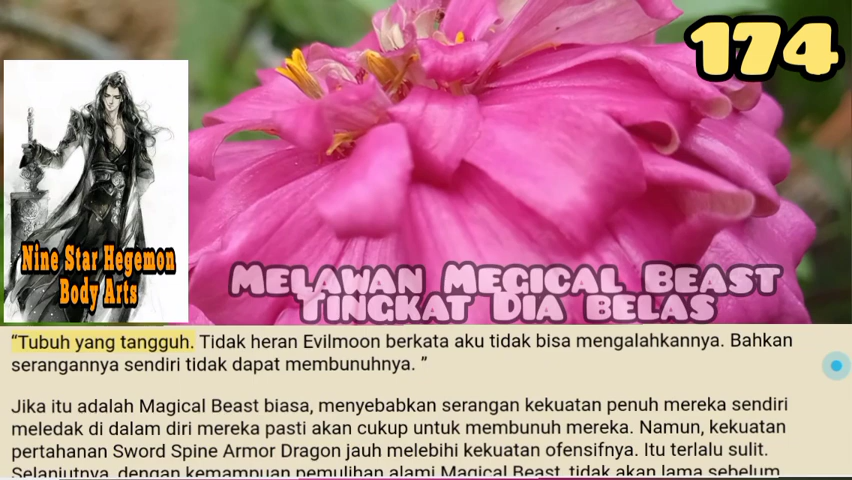 174
Nine Star Hegemon
Body Arts
Melawan Megical Beast
Tingkat Dia belas
“Tubuh yang tangguh. Tidak heran Evilmoon berkata aku tidak bisa mengalahkannya. Bahkan
serangannya sendiri tidak dapat membunuhnya. ”
Jika itu adalah Magical Beast biasa, menyebabkan serangan kekuatan penuh mereka sendiri
meledak di dalam diri mereka pasti akan cukup untuk membunuh mereka. Namun, kekuatan
pertahanan Sword Spine Armor Dragon jauh melebihi kekuatan ofensifnya. Itu terlalu sulit.
Selanjutnya, dengan kemampuan pemulihan alami Magical Beast, tidak akan lama sebelum